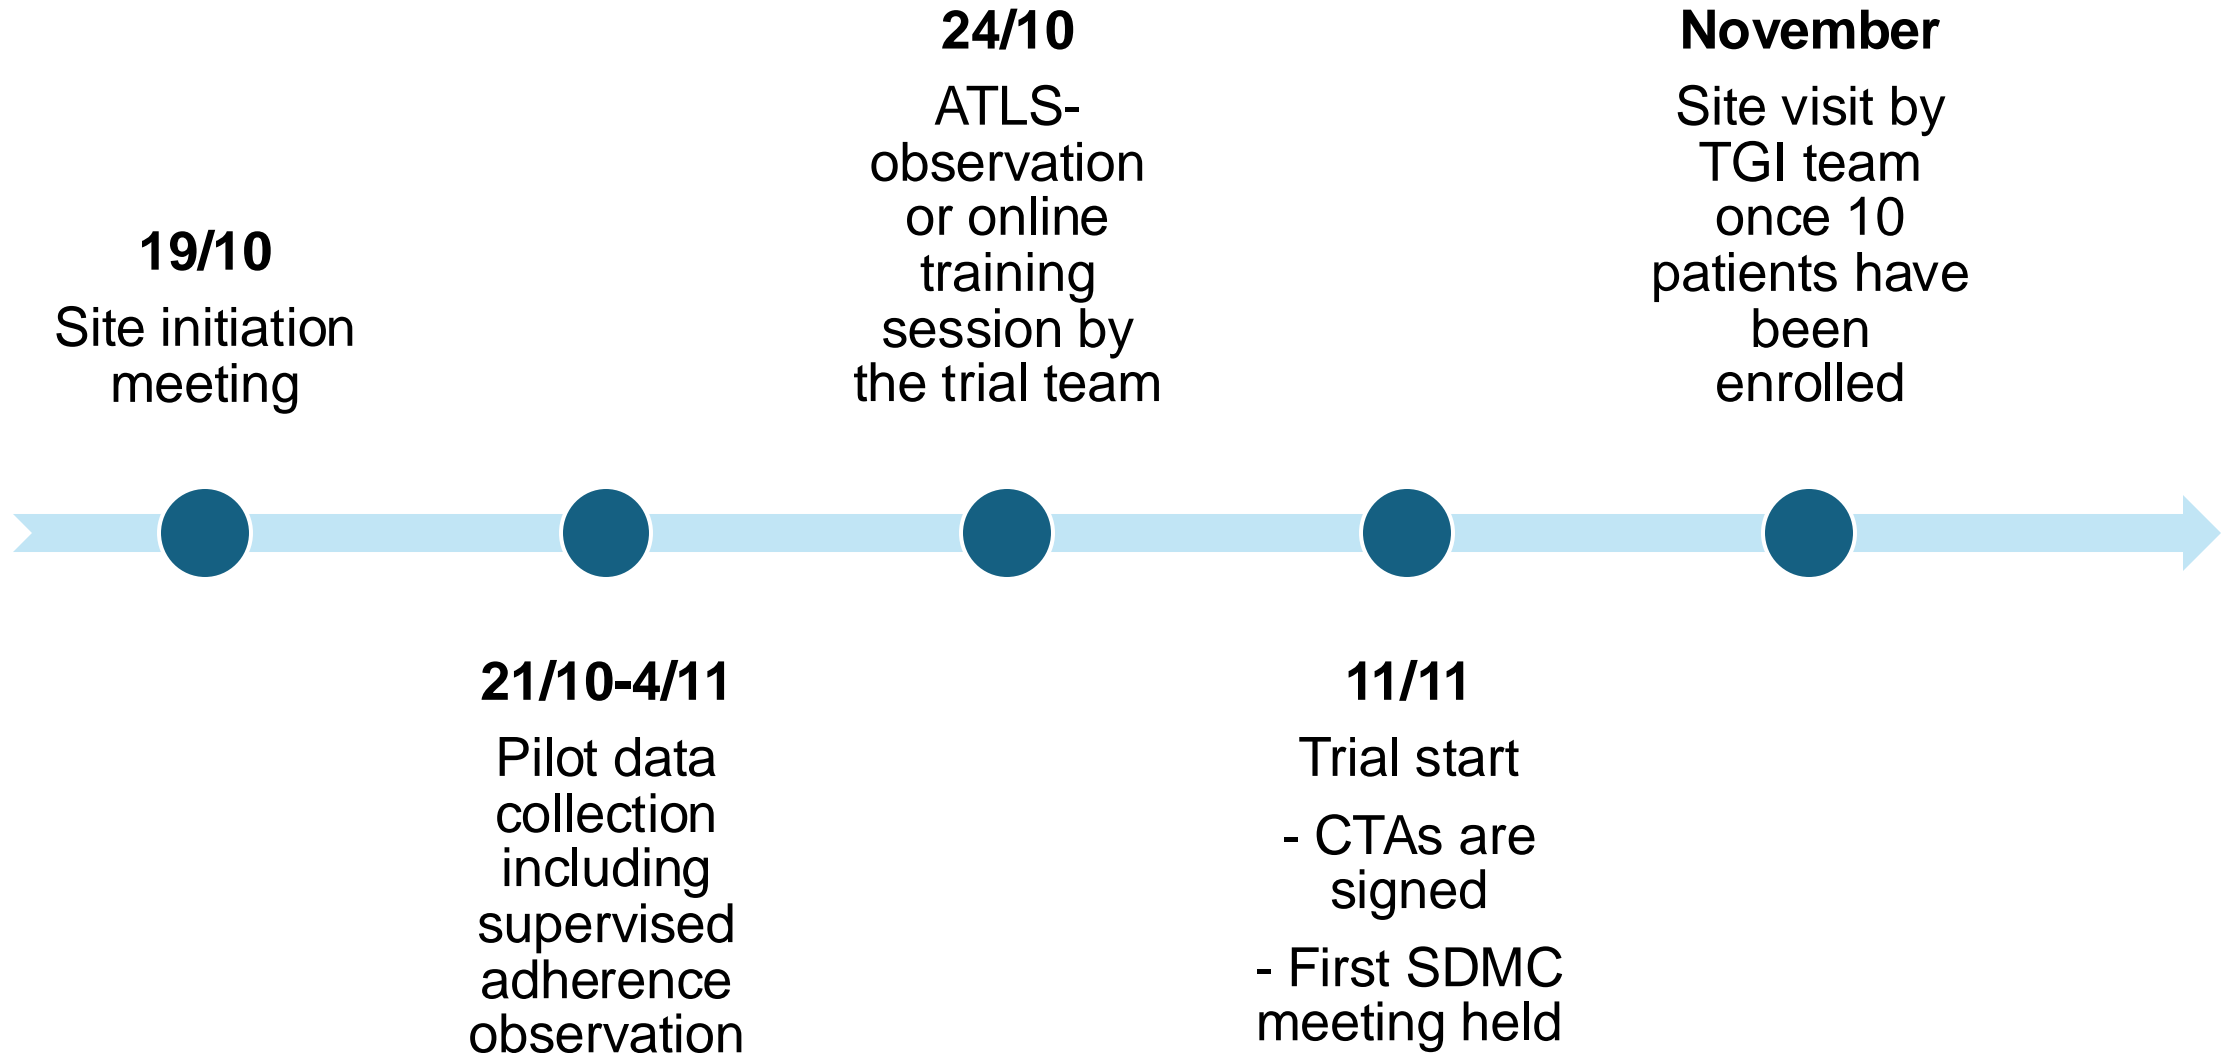 19/10
Site initiation
meeting
21/10-4/11
Pilot data
collection
including
supervised
adherence
observation
24/10
ATLS-
observation
or online
training
session by
the trial team
11/11
Trial start
- CTAs are
signed
- First SDMC
meeting held
November
Site visit by
TGI team
once 10
patients have
been
enrolled